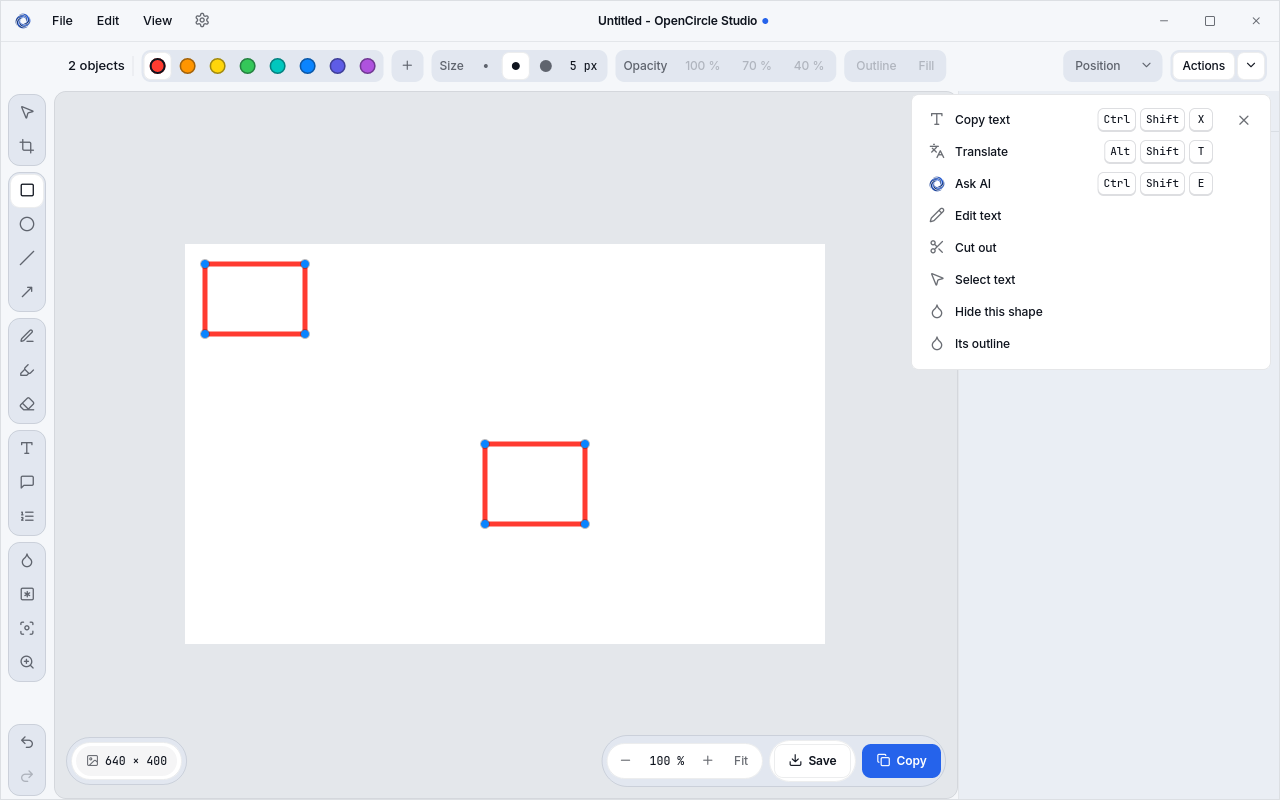 File Edit View
Untitled - OpenCircle Studio
2 objects
Size 5 px
Opacity 100 % 70 % 40 %
Outline Fill
Position
Actions
Copy text Ctrl Shift X
Translate Alt Shift T
Ask AI Ctrl Shift E
Edit text
Cut out
Select text
Hide this shape
Its outline
640 × 400
100 %
Fit
Save
Copy